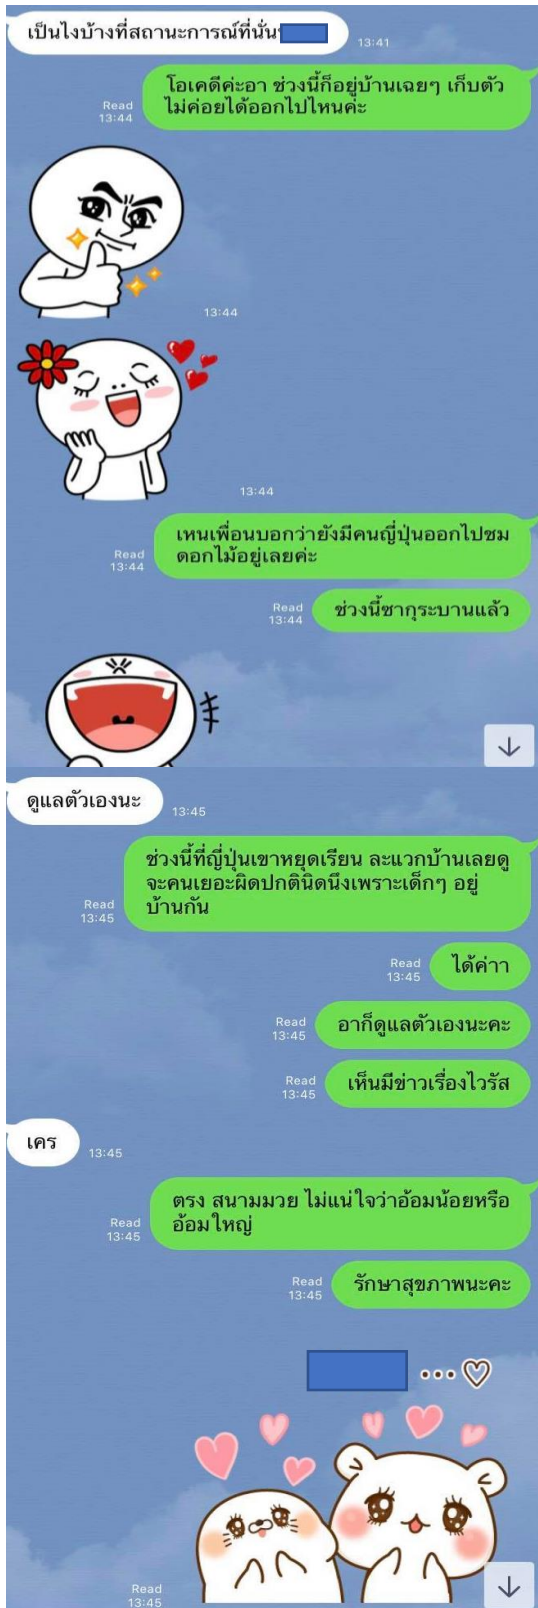 เป็นไงบ้างที่สถานะการณ์ที่นั่น
13:41
โอเคดีค่ะอา ช่วงนี้ก็อยู่บ้านเฉยๆ เก็บตัว
ไม่ค่อยได้ออกไปไหนค่ะ
Read
13:44
13:44
13:44
เหนเพื่อนบอกว่ายังมีคนญี่ปุ่นออกไปชม
ดอกไม้อยู่เลยค่ะ
Read
13:44
ช่วงนี้ซากุระบานแล้ว
Read
13:44
ดูแลตัวเองนะ
13:45
ช่วงนี้ที่ญี่ปุ่นเขาหยุดเรียน ละแวกบ้านเลยดู
จะคนเยอะผิดปกตินิดนึงเพราะเด็กๆ อยู่
บ้านกัน
Read
13:45
ได้ค่าา
Read
13:45
อาก็ดูแลตัวเองนะคะ
Read
13:45
เห็นมีข่าวเรื่องไวรัส
Read
13:45
เคร
13:45
ตรง สนามมวย ไม่แน่ใจว่าอ้อมน้อยหรือ
อ้อมใหญ่
Read
13:45
รักษาสุขภาพนะคะ
Read
13:45
...♡
Read
13:45